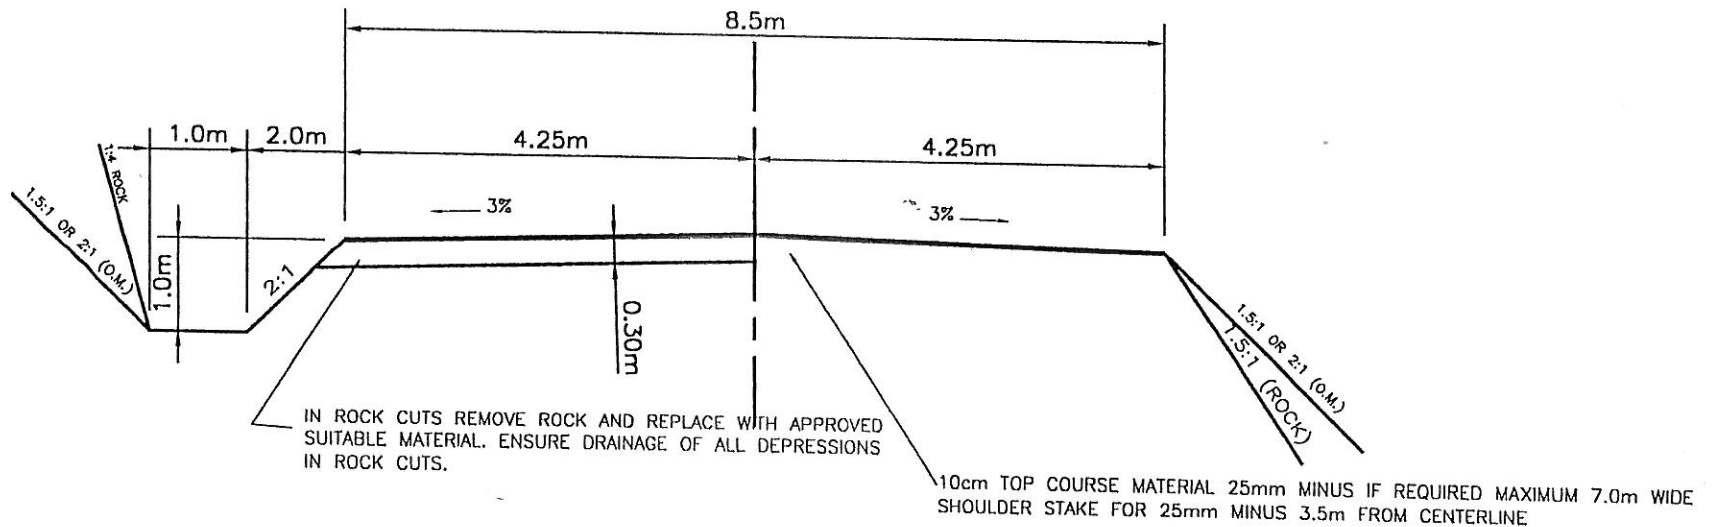 8.5m
1.0m
2.0m
4.25m
4.25m
1:4 ROCK
1.5:1 OR 2:1 (O.M.)
3%
3%
1.0m
2:1
0.30m
1.5:1 OR 2:1 (O.M.)
1.5:1 (ROCK)
IN ROCK CUTS REMOVE ROCK AND REPLACE WITH APPROVED
SUITABLE MATERIAL. ENSURE DRAINAGE OF ALL DEPRESSIONS
IN ROCK CUTS.
10cm TOP COURSE MATERIAL 25mm MINUS IF REQUIRED MAXIMUM 7.0m WIDE
SHOULDER STAKE FOR 25mm MINUS 3.5m FROM CENTERLINE